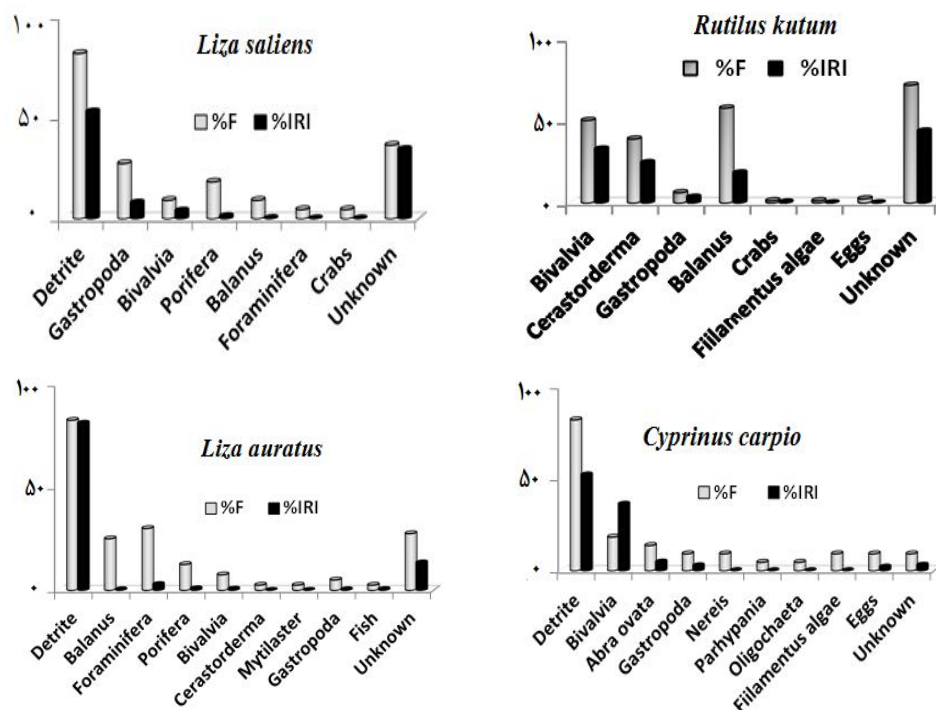 Liza saliens
۱۰۰
۵۰
۰
%F %IRI
Detrite
Gastropoda
Bivalvia
Porifera
Balanus
Foraminifera
Crabs
Unknown
Rutilus kutum
۱۰۰
۵۰
۰
%F %IRI
Bivalvia
Cerastorderma
Gastropoda
Balanus
Crabs
Fiilamentus algae
Eggs
Unknown
Liza auratus
۱۰۰
۵۰
۰
%F %IRI
Detrite
Balanus
Foraminifera
Porifera
Bivalvia
Cerastorderma
Mytilaster
Gastropoda
Fish
Unknown
Cyprinus carpio
۱۰۰
۵۰
۰
%F %IRI
Detrite
Bivalvia
Abra ovata
Gastropoda
Nereis
Parhypania
Oligochaeta
Fiilamentus algae
Eggs
Unknown